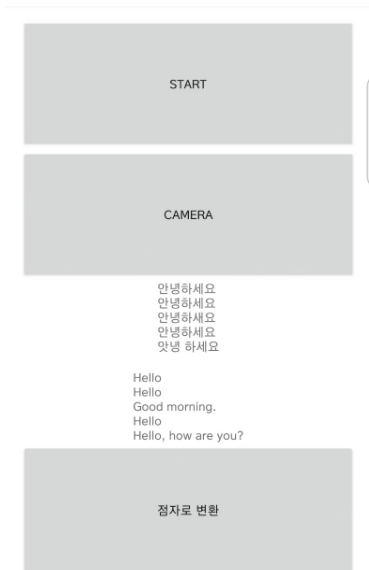 START
CAMERA
안녕하세요
안녕하세요
안녕하새요
안녕하세요
앗녕 하세요
Hello
Hello
Good morning.
Hello
Hello, how are you?
점자로 변환